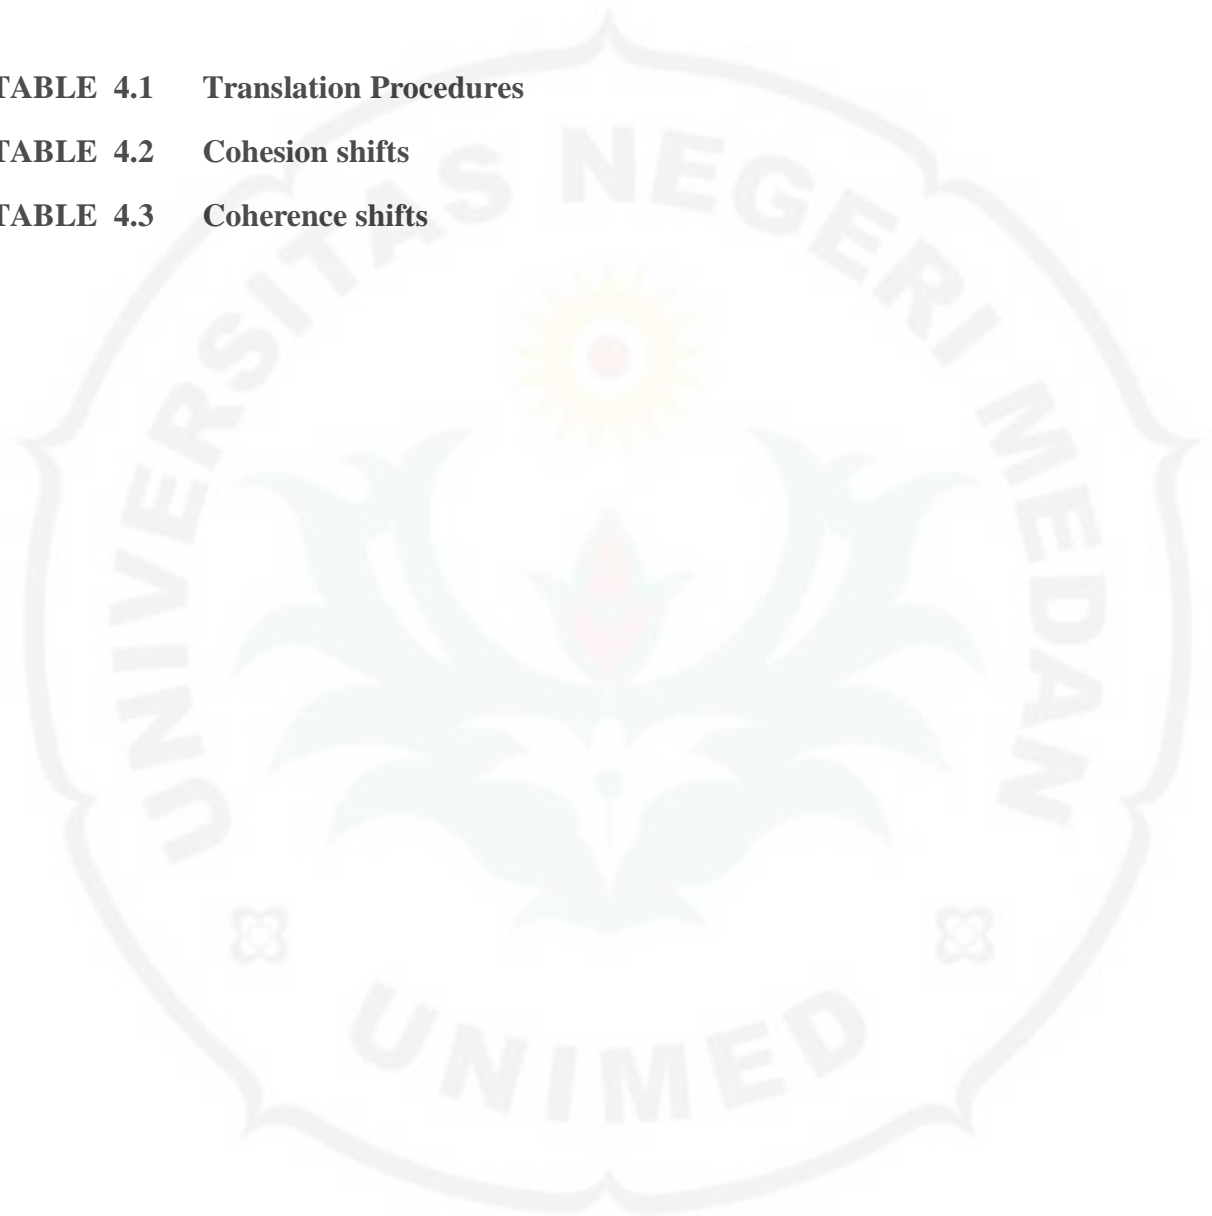 TABLE 4.1 Translation Procedures
TABLE 4.2 Cohesion shifts
TABLE 4.3 Coherence shifts
UNIVERSITAS NEGERI MEDAN
UNIMED